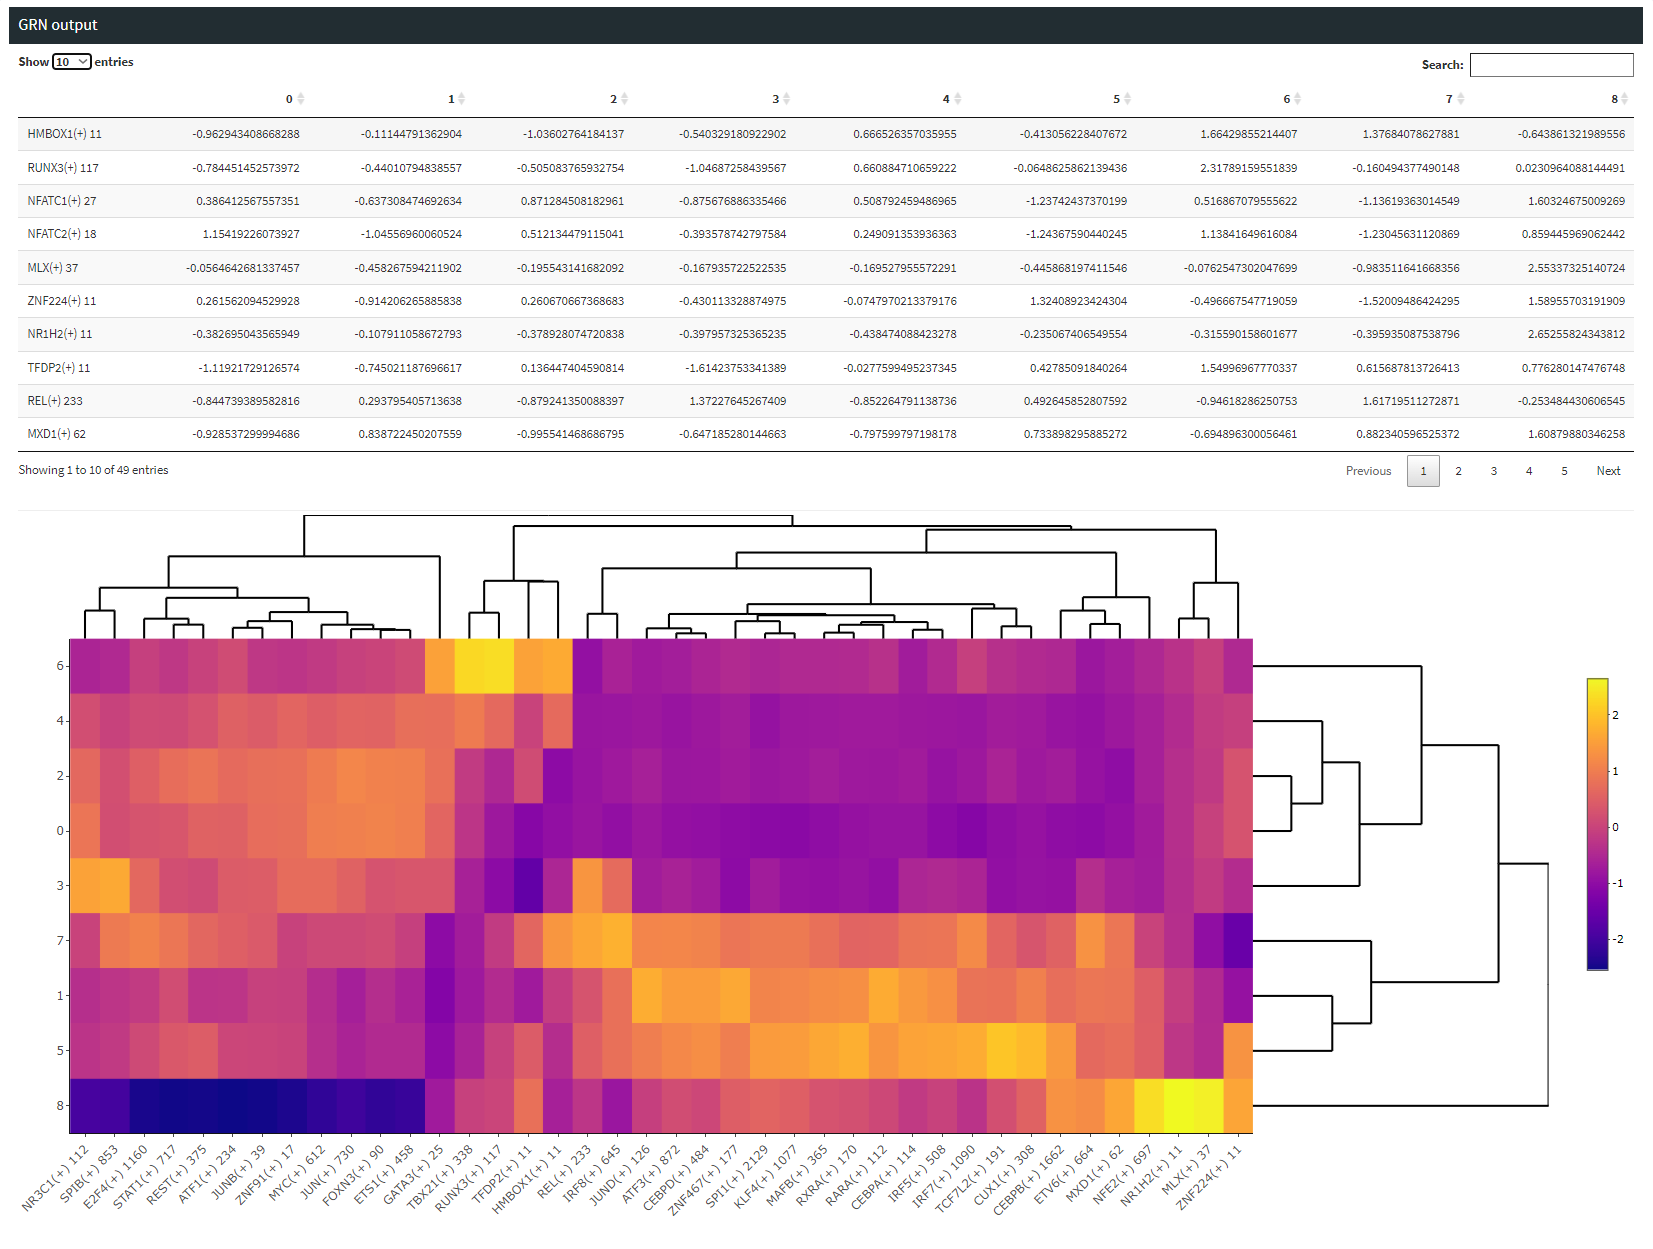 GRN output
Show 10 entries
Search:
0 1 2 3 4 5 6 7 8
HMBOX1(+) 11 -0.962943408668288 -0.11144791362904 -1.03602764184137 -0.540329180922902 0.666526357035955 -0.413056228407672 1.66429855214407 1.37684078627881 -0.643861321989556
RUNX3(+) 117 -0.784451452573972 -0.44010794838557 -0.505083765932754 -1.04687258439567 0.660884710659222 -0.0648625862139436 2.31789159551839 -0.160494377490148 0.0230964088144491
NFATC1(+) 27 0.386412567557351 -0.637308474692634 0.871284508182961 -0.875676886335466 0.508792459486965 -1.23742437370199 0.516867079555622 -1.13619363014549 1.60324675009269
NFATC2(+) 18 1.15419226073927 -1.04556960060524 0.512134479115041 -0.393578742797584 0.249091353936363 -1.24367590440245 1.13841649616084 -1.23045631120869 0.859445969062442
MLX(+) 37 -0.0564642681337457 -0.458267594211902 -0.195543141682092 -0.167935722522535 -0.169527955572291 -0.445868197411546 -0.0762547302047699 -0.983511641668356 2.55337325140724
ZNF224(+) 11 0.261562094529928 -0.914206265885838 0.260670667368683 -0.430113328874975 -0.0747970213379176 1.32408923424304 -0.496667547719059 -1.52009486424295 1.58955703191909
NR1H2(+) 11 -0.382695043565949 -0.107911058672793 -0.378928074720838 -0.397957325365235 -0.438474088423278 -0.235067406549554 -0.315590158601677 -0.395935087538796 2.65255824343812
TFDP2(+) 11 -1.11921729126574 -0.745021187696617 0.136447404590814 -1.61423753341389 -0.0277599495237345 0.42785091840264 1.54996967770337 0.615687813726413 0.776280147476748
REL(+) 233 -0.844739389582816 0.293795405713638 -0.879241350088397 1.37227645267409 -0.852264791138736 0.492645852807592 -0.94618286250753 1.61719511272871 -0.253484430606545
MXD1(+) 62 -0.928537299994686 0.838722450207559 -0.995541468686795 -0.647185280144663 -0.797599797198178 0.733898295885272 -0.694896300056461 0.882340596525372 1.60879880346258
Showing 1 to 10 of 49 entries
Previous 1 2 3 4 5 Next
6
4
2
0
3
7
1
5
8
2
1
0
-1
-2
NR3C1(+) 112
SPIB(+) 853
E2F4(+) 1160
STAT1(+) 717
REST(+) 375
ATF1(+) 234
JUNB(+) 39
ZNF91(+) 17
MYC(+) 612
JUN(+) 730
FOXN3(+) 90
ETS1(+) 458
GATA3(+) 25
TBX21(+) 338
RUNX3(+) 117
TFDP2(+) 11
HMBOX1(+) 11
REL(+) 233
IRF8(+) 645
JUND(+) 126
ATF3(+) 872
CEBPD(+) 484
ZNF467(+) 177
SPI1(+) 2129
KLF4(+) 1077
MAFB(+) 365
RXRA(+) 170
RARA(+) 112
CEBPA(+) 114
IRF5(+) 508
IRF7(+) 1090
TCF7L2(+) 191
CUX1(+) 308
CEBPB(+) 1662
ETV6(+) 664
MXD1(+) 62
NFE2(+) 697
NR1H2(+) 11
MLX(+) 37
ZNF224(+) 11